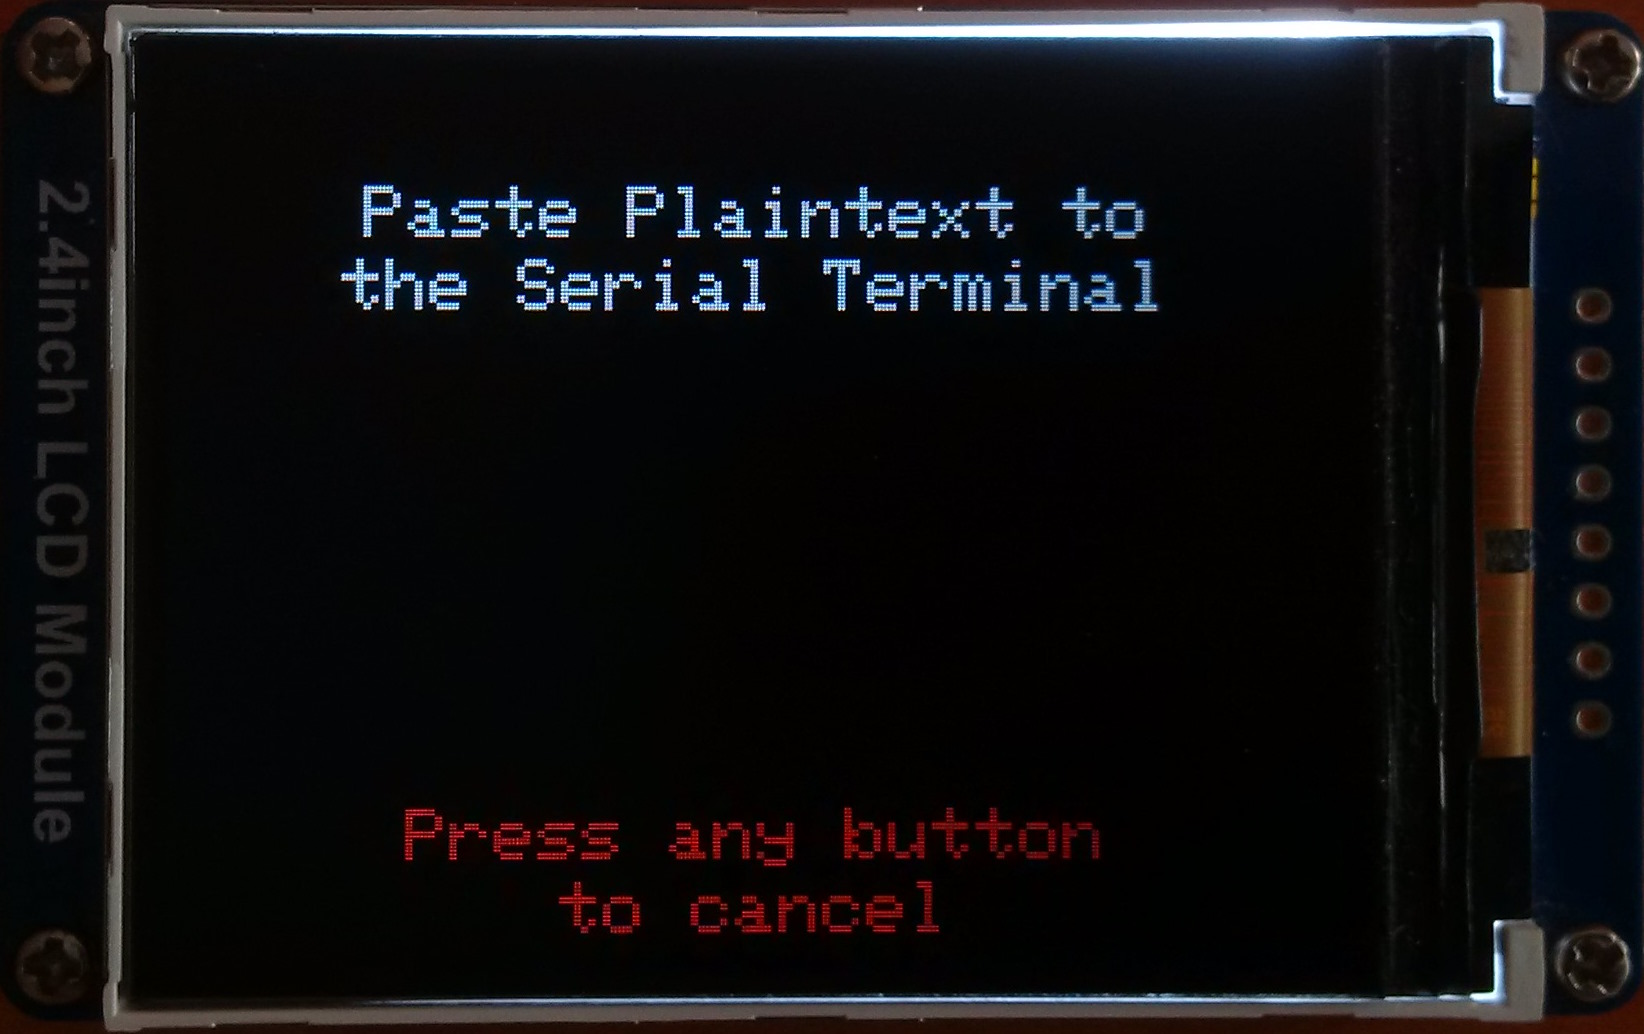 Paste Plaintext to
the Serial Terminal
Press any button
to cancel
2.4inch LCD Module